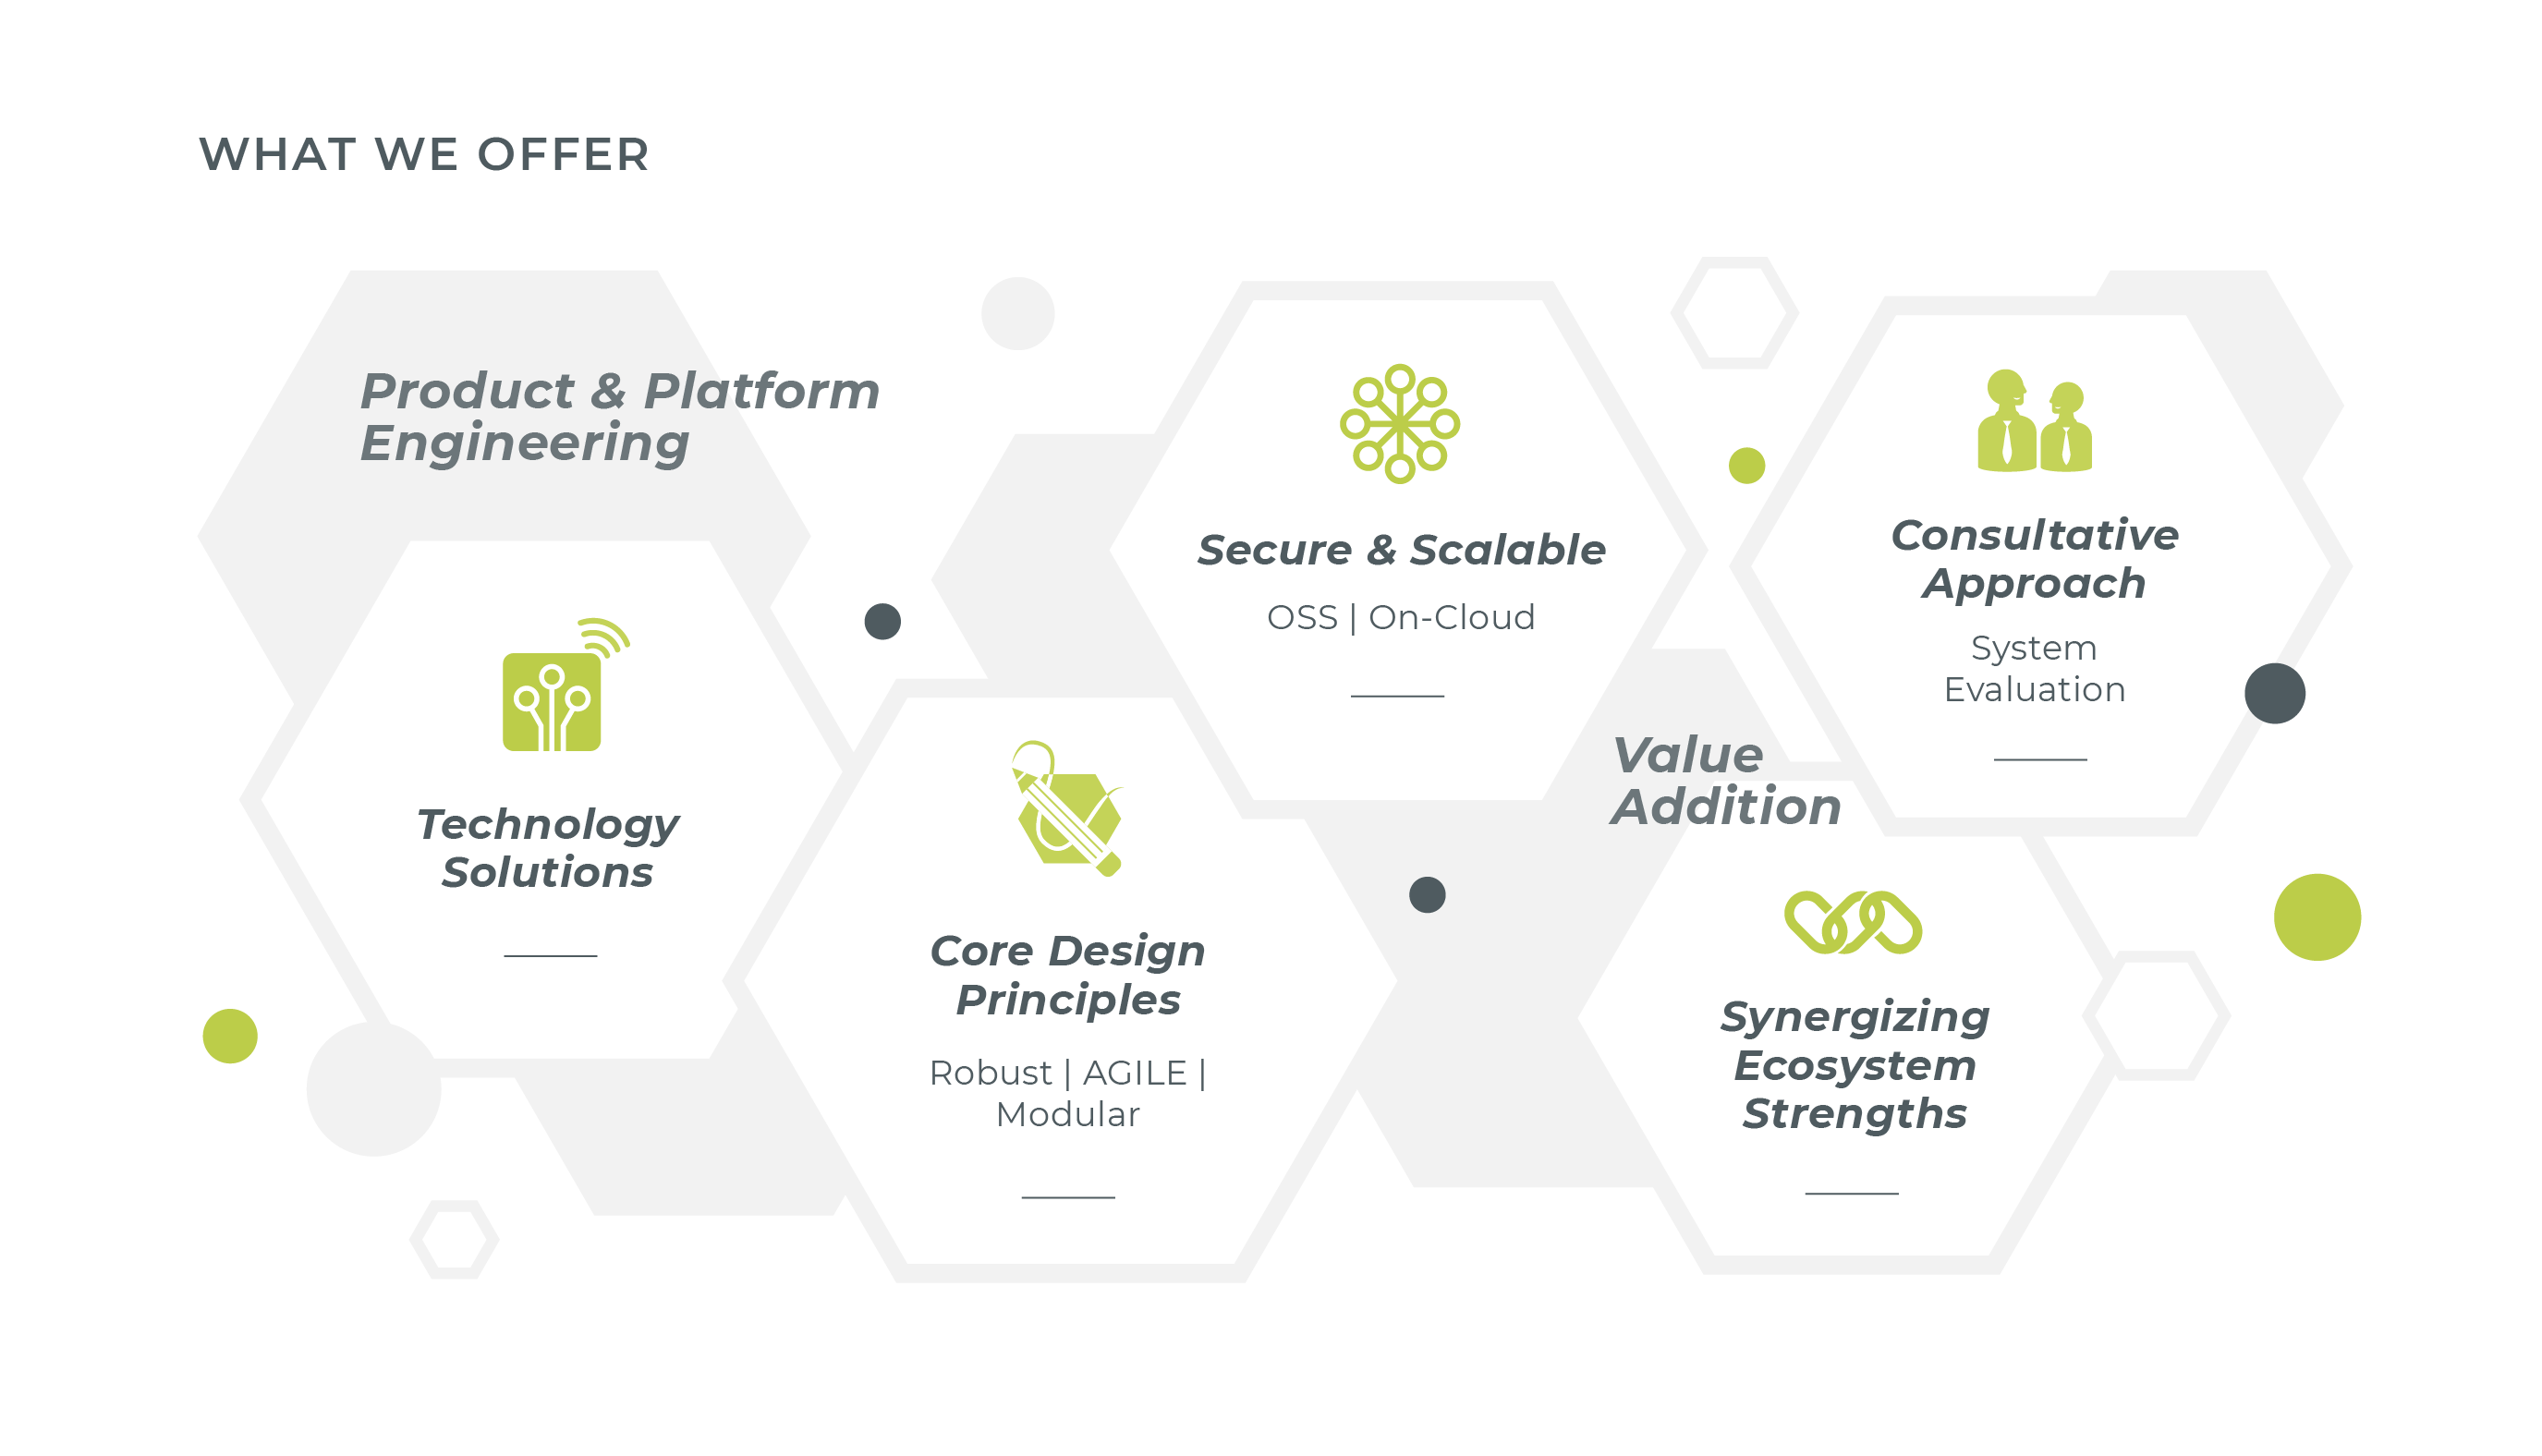 WHAT WE OFFER
Product & Platform
Engineering
Technology
Solutions
Core Design
Principles
Robust | AGILE |
Modular
Secure & Scalable
OSS | On-Cloud
Value
Addition
Consultative
Approach
System
Evaluation
Synergizing
Ecosystem
Strengths